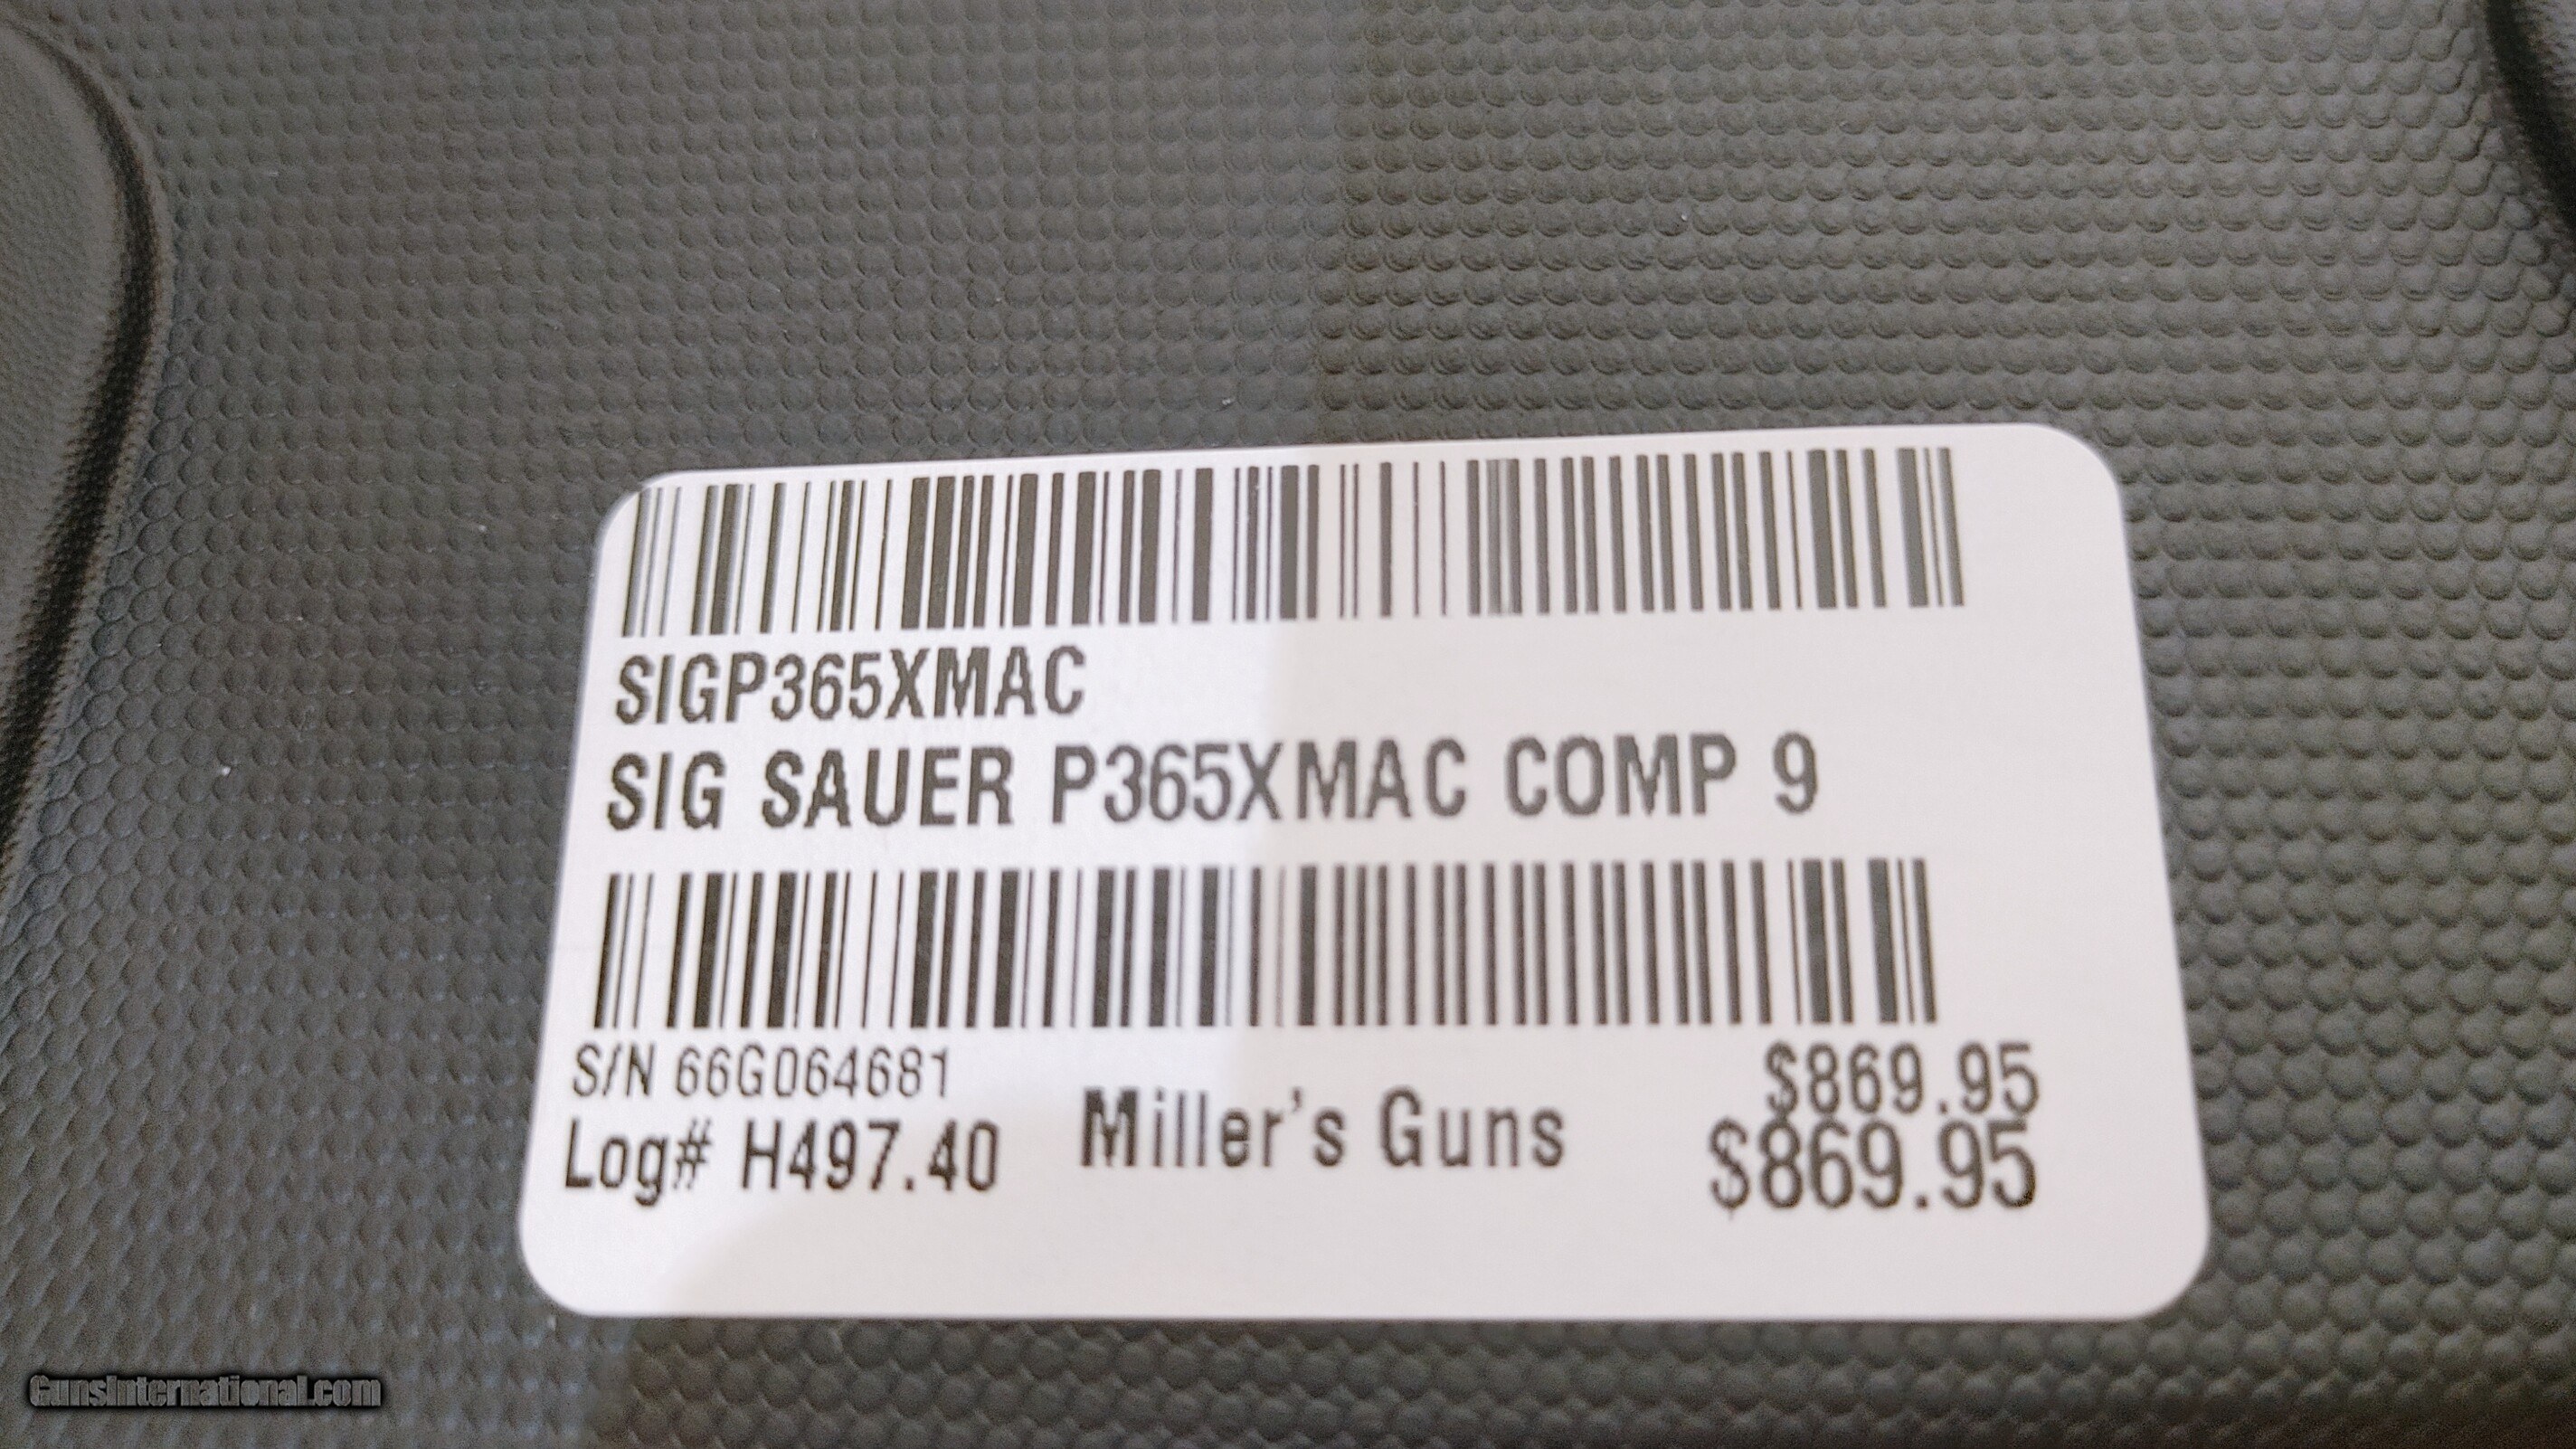 SIGP365XMAC
SIG SAUER P365XMAC COMP 9
S/N 66G064681
$869.95
Log# H497.40
Miller's Guns
$869.95
GunsInternational.com